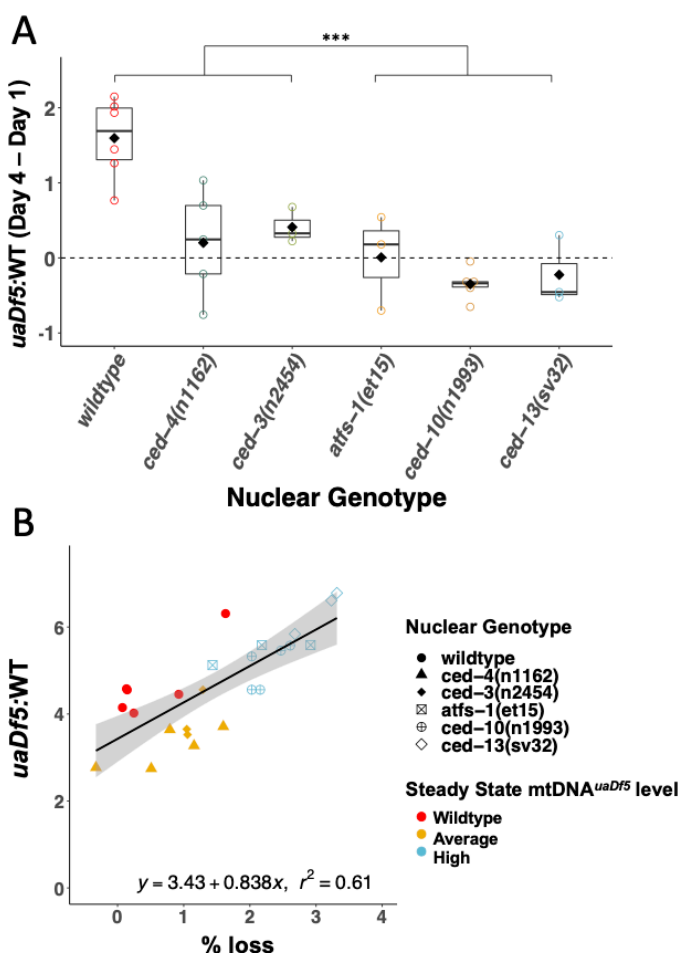 A
***
uaDf5:WT (Day 4 – Day 1)
2
1
0
-1
wildtype
ced–4(n1162)
ced–3(n2454)
atfs–1(et15)
ced–10(n1993)
ced–13(sv32)
Nuclear Genotype
B
uaDf5:WT
6
4
2
0
y = 3.43 + 0.838x, r² = 0.61
0 1 2 3 4
% loss
Nuclear Genotype
wildtype
ced–4(n1162)
ced–3(n2454)
atfs–1(et15)
ced–10(n1993)
ced–13(sv32)
Steady State mtDNAᵘᵃᴰᶠ⁵ level
Wildtype
Average
High